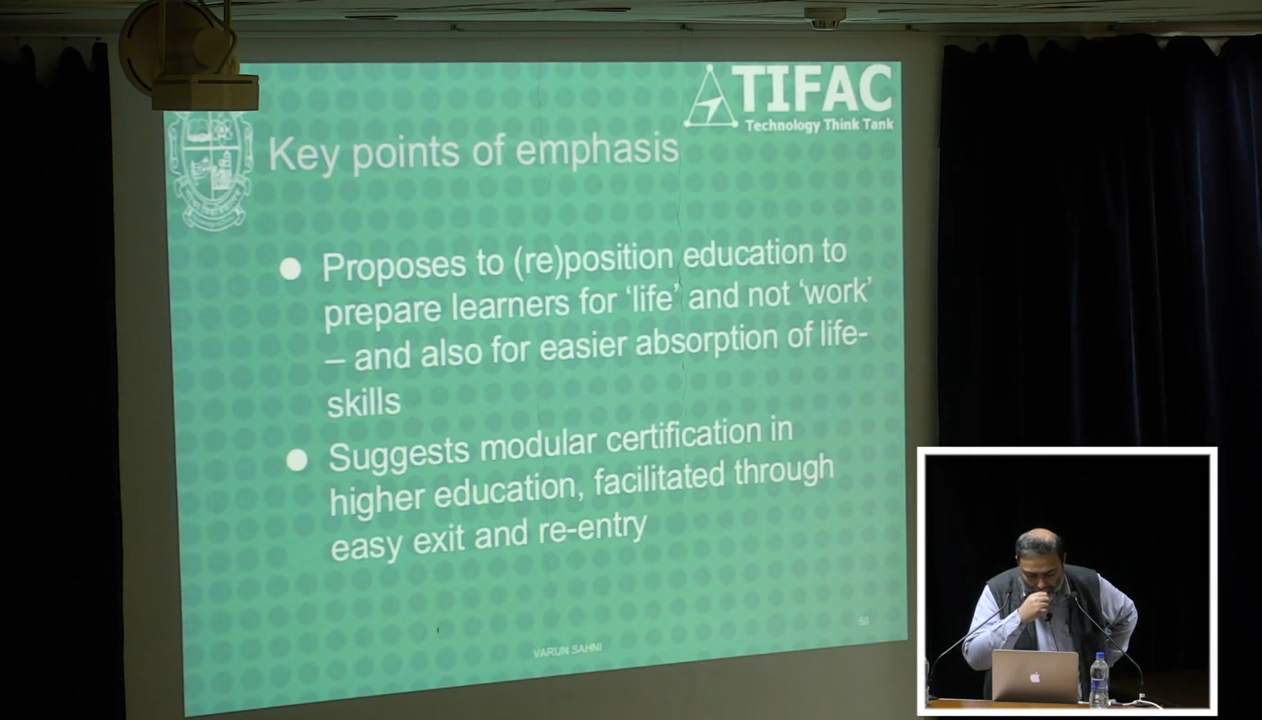 TIFAC
Technology Think Tank
Key points of emphasis
Proposes to (re)position education to
prepare learners for ‘life’ and not ‘work’
– and also for easier absorption of life-
skills
Suggests modular certification in
higher education, facilitated through
easy exit and re-entry
VARUN SAHNI